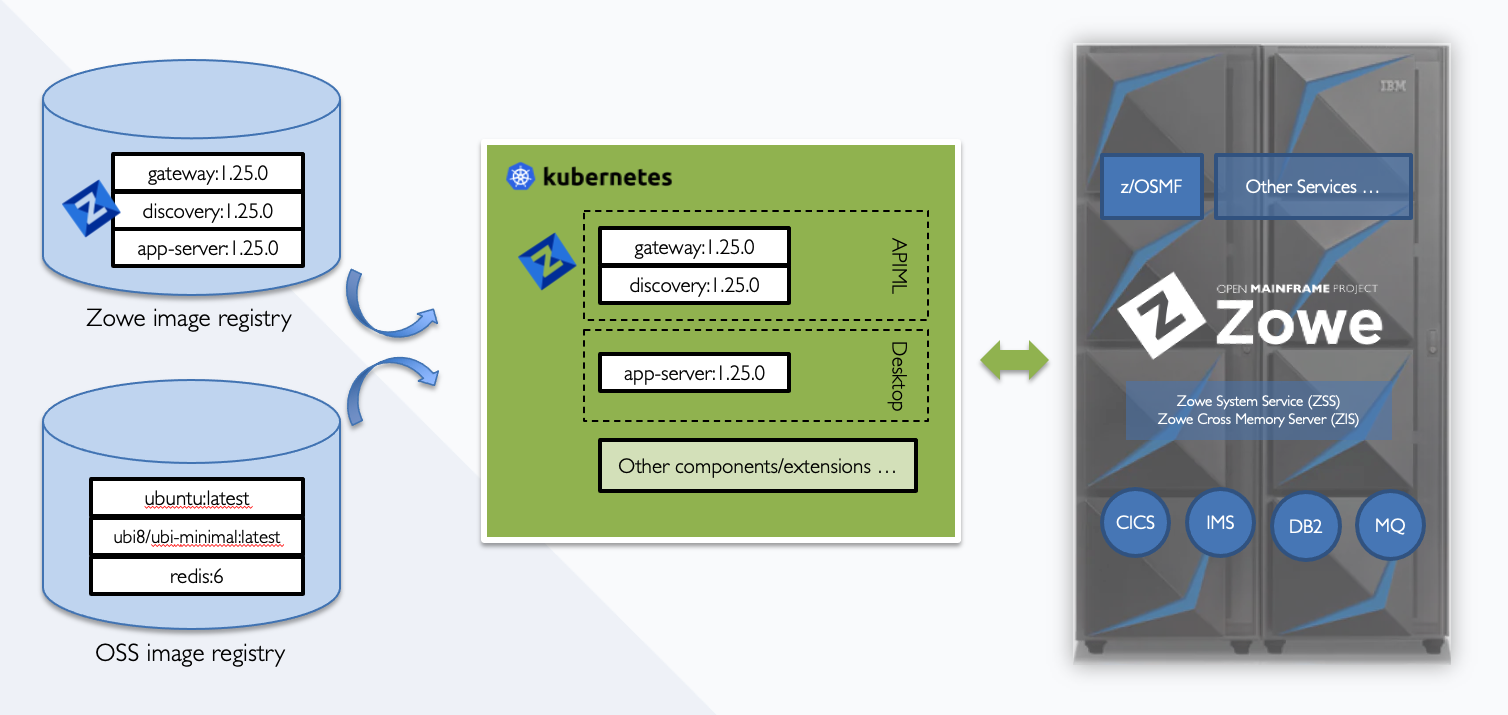 gateway:1.25.0
discovery:1.25.0
app-server:1.25.0
Zowe image registry
ubuntu:latest
ubi8/ubi-minimal:latest
redis:6
OSS image registry
kubernetes
gateway:1.25.0
discovery:1.25.0
APIML
app-server:1.25.0
Desktop
Other components/extensions …
IBM
z/OSMF
Other Services …
OPEN MAINFRAME PROJECT
Zowe
Zowe System Service (ZSS)
Zowe Cross Memory Server (ZIS)
CICS
IMS
DB2
MQ